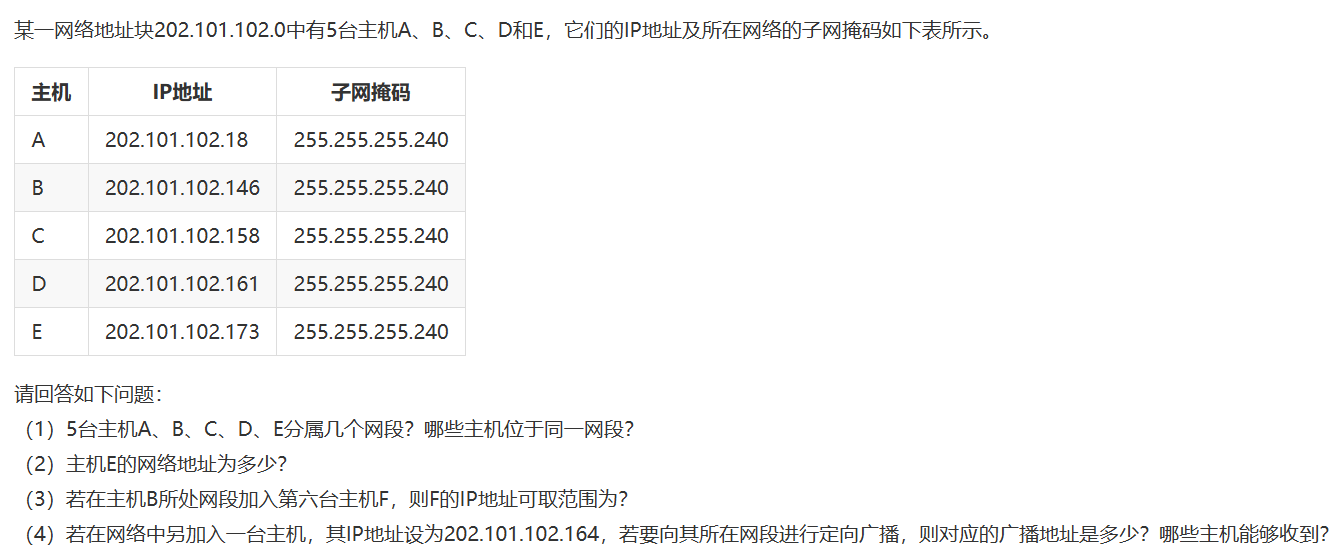 某一网络地址块202.101.102.0中有5台主机A、B、C、D和E，它们的IP地址及所在网络的子网掩码如下表所示。
主机 IP地址 子网掩码
A 202.101.102.18 255.255.255.240
B 202.101.102.146 255.255.255.240
C 202.101.102.158 255.255.255.240
D 202.101.102.161 255.255.255.240
E 202.101.102.173 255.255.255.240
请回答如下问题：
（1）5台主机A、B、C、D、E分属几个网段？哪些主机位于同一网段？
（2）主机E的网络地址为多少？
（3）若在主机B所处网段加入第六台主机F，则F的IP地址可取范围为？
（4）若在网络中另加入一台主机，其IP地址设为202.101.102.164，若要向其所在网段进行定向广播，则对应的广播地址是多少？哪些主机能够收到？